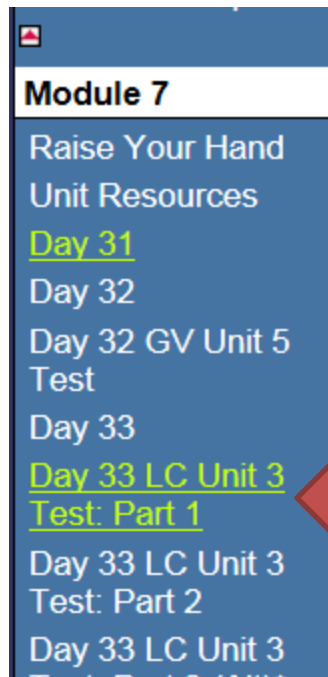 Module 7
Raise Your Hand
Unit Resources
Day 31
Day 32
Day 32 GV Unit 5
Test
Day 33
Day 33 LC Unit 3
Test: Part 1
Day 33 LC Unit 3
Test: Part 2
Day 33 LC Unit 3